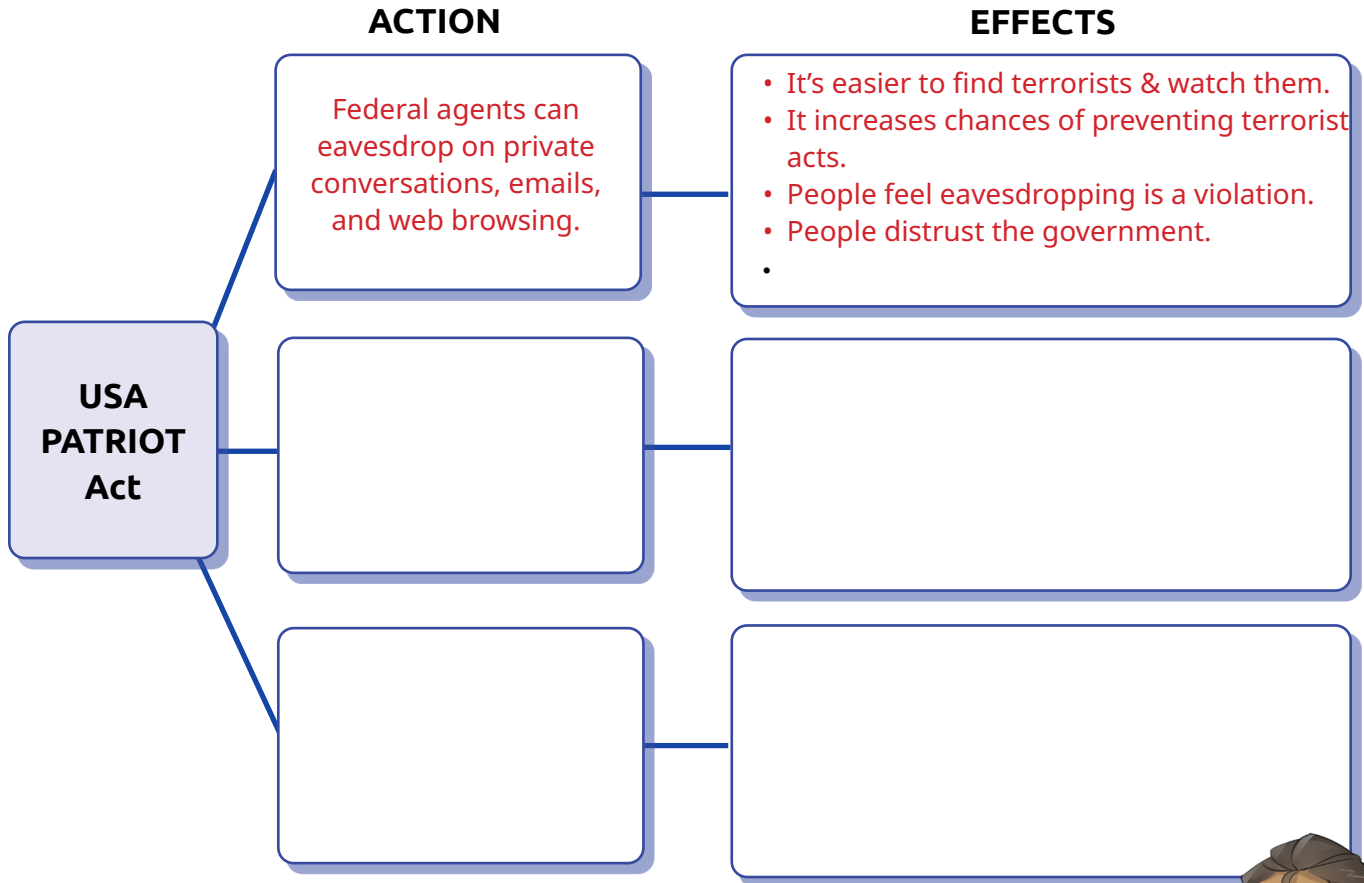 ACTION
EFFECTS
Federal agents can
eavesdrop on private
conversations, emails,
and web browsing.
• It’s easier to find terrorists & watch them.
• It increases chances of preventing terrorist
acts.
• People feel eavesdropping is a violation.
• People distrust the government.
•
USA
PATRIOT
Act